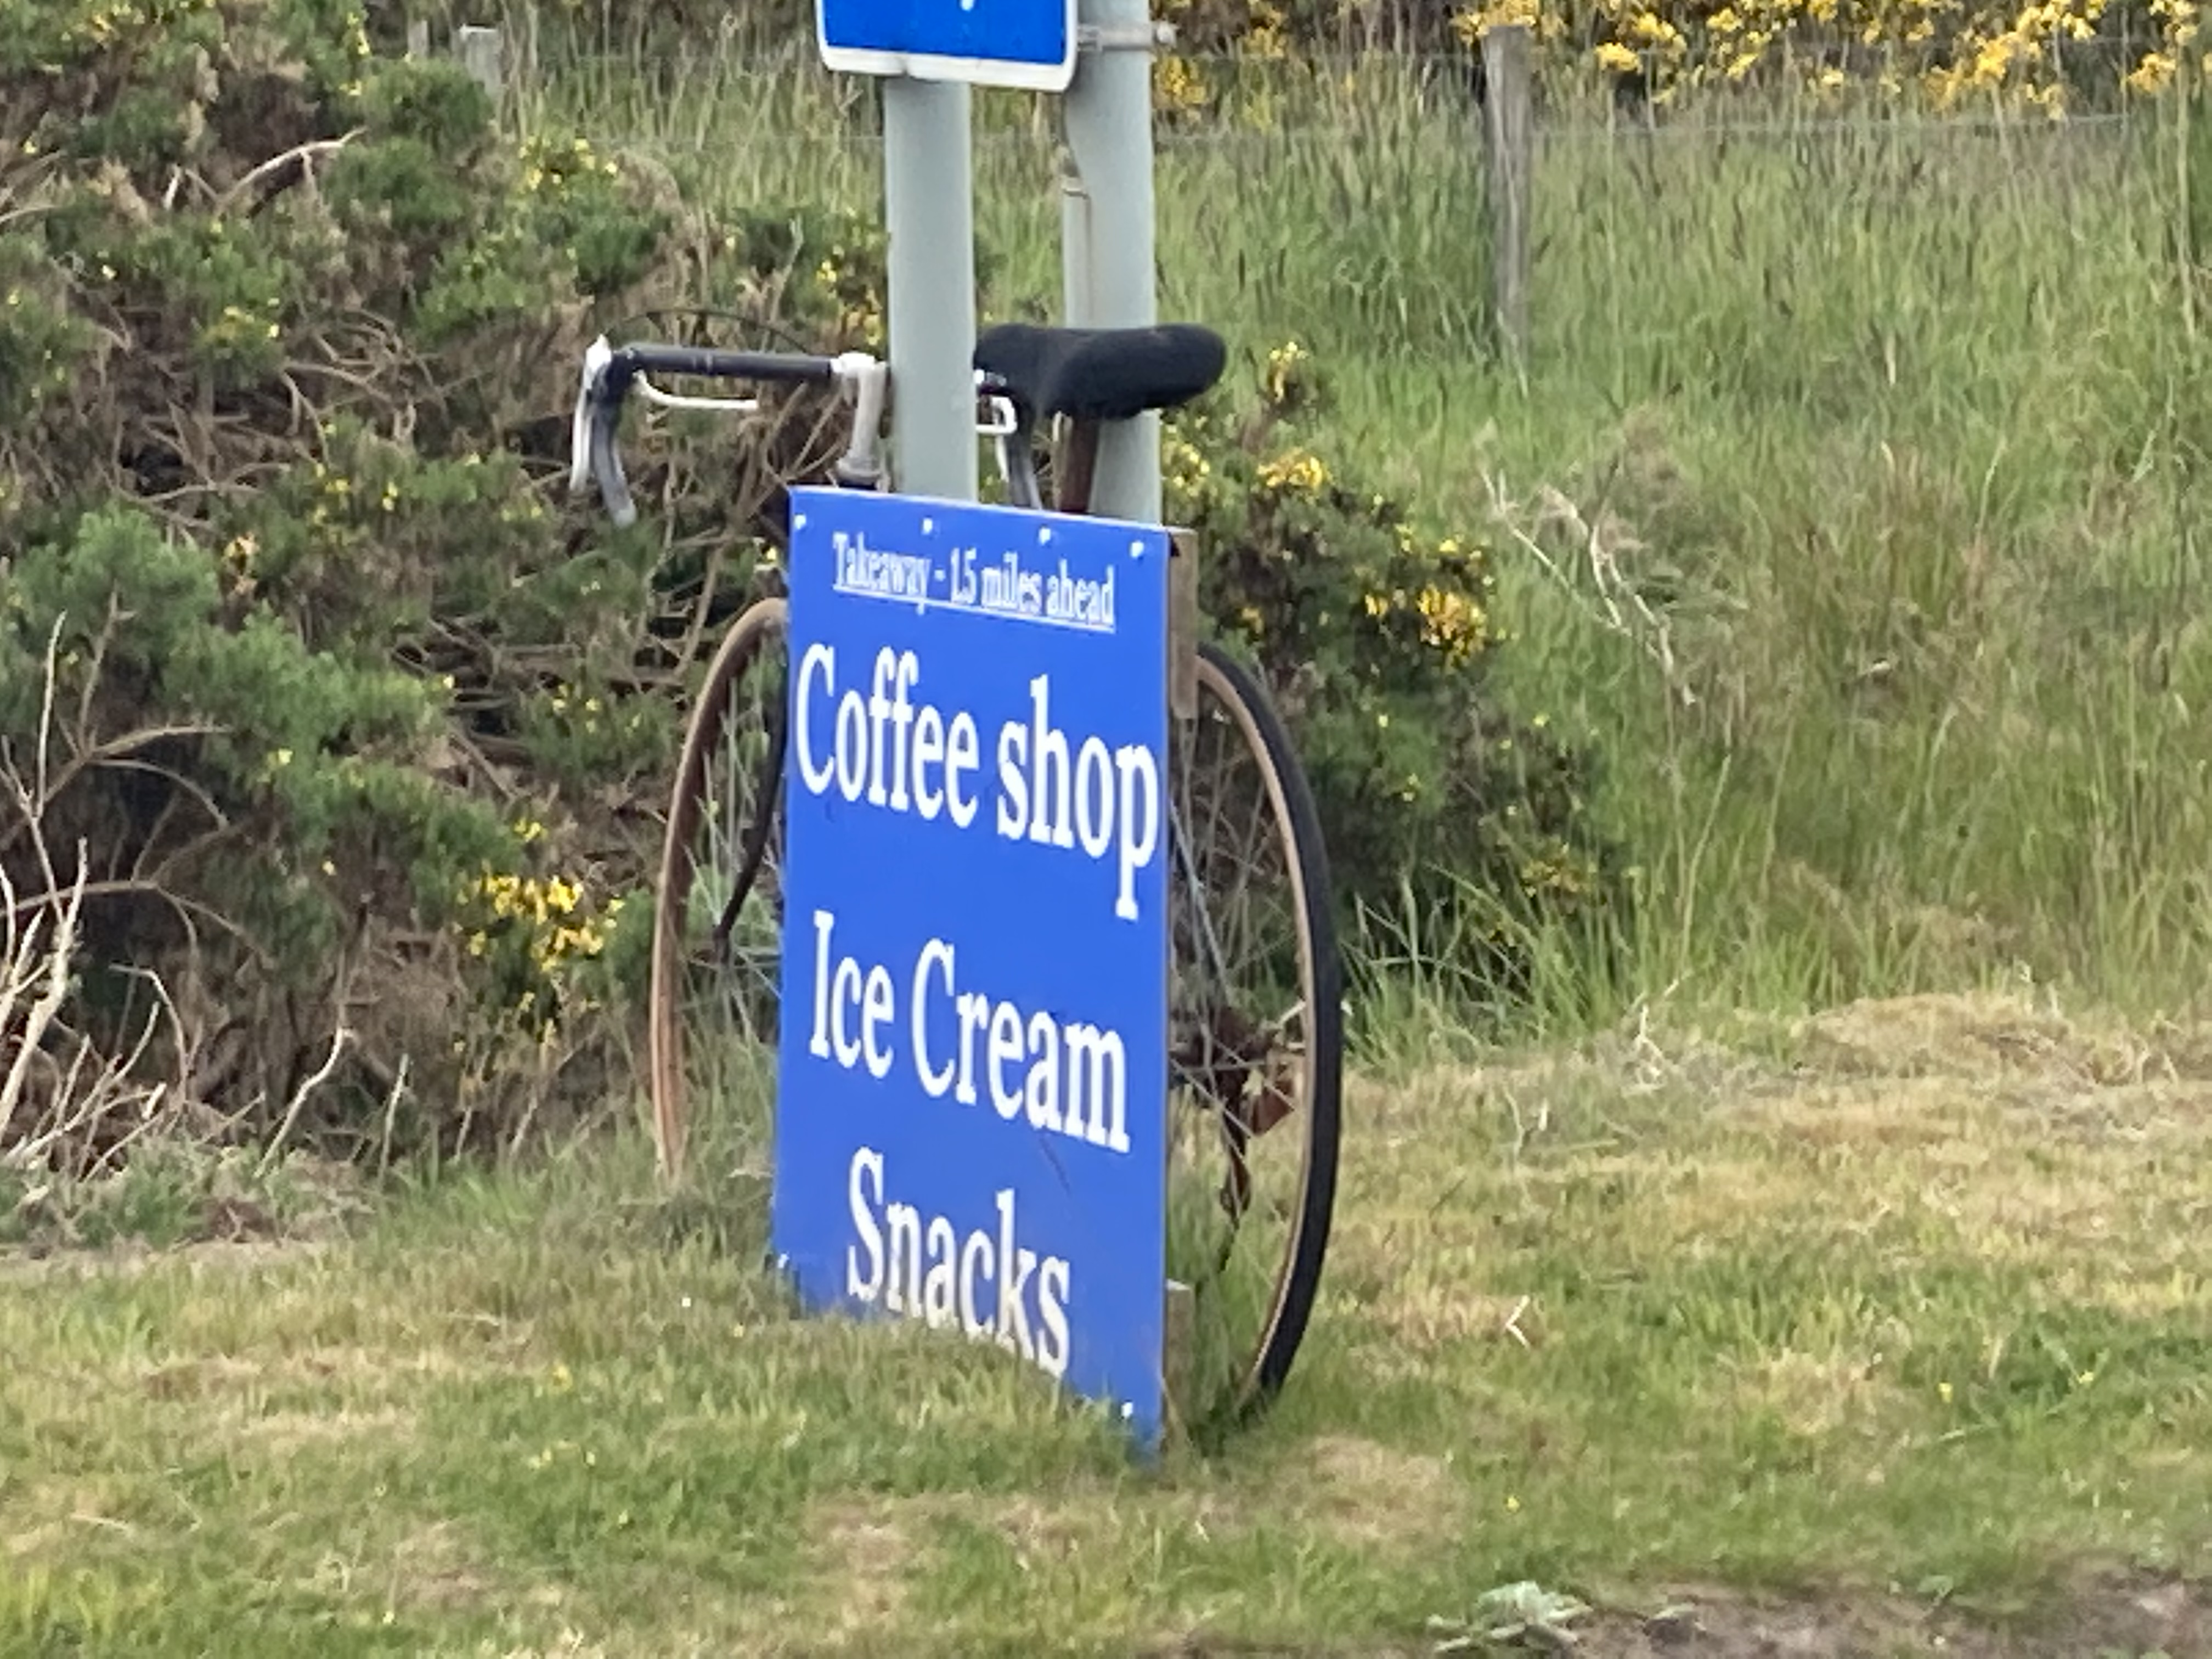 Takeaway - 1.5 miles ahead
Coffee shop
Ice Cream
Snacks